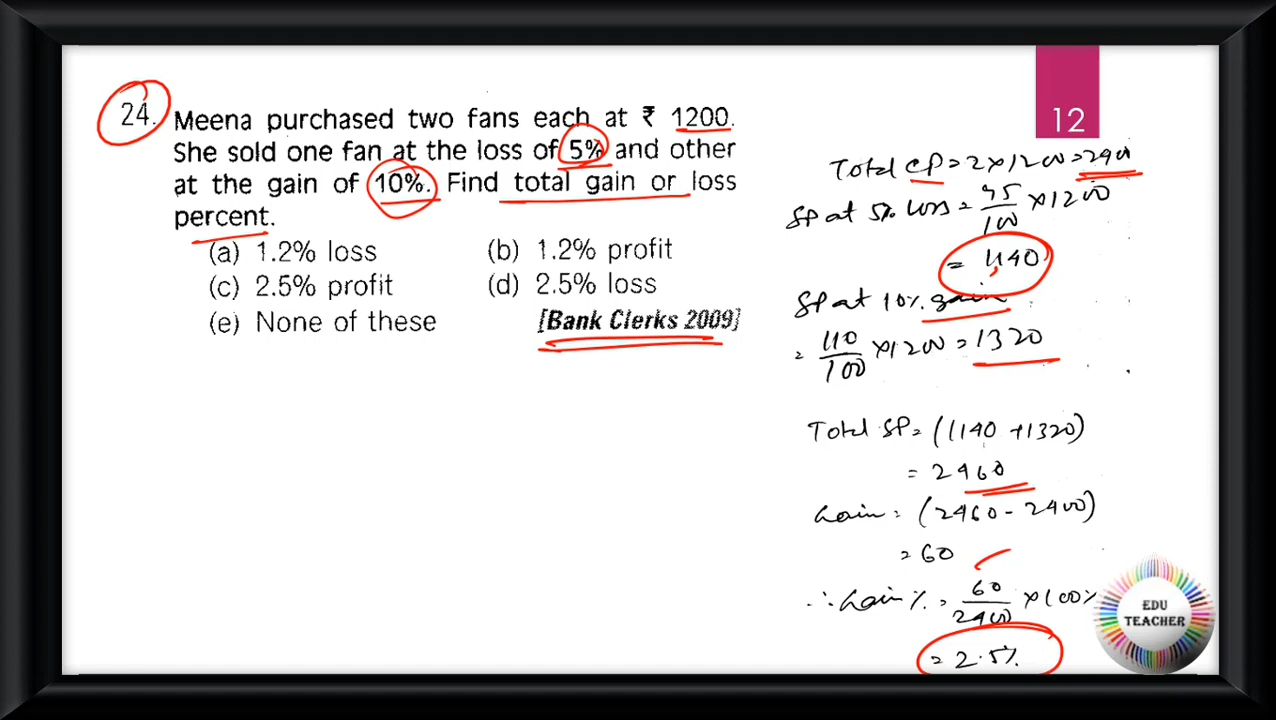 24. Meena purchased two fans each at ₹ 1200.
She sold one fan at the loss of 5% and other
at the gain of 10%. Find total gain or loss
percent.
(a) 1.2% loss (b) 1.2% profit
(c) 2.5% profit (d) 2.5% loss
(e) None of these [Bank Clerks 2009]
12
Total CP = 2×1200 = 2400
SP at 5% loss = 95/100 ×1200
= 1140
SP at 10% gain
= 110/100 ×1200 = 1320
Total SP = (1140 +1320)
= 2460
Gain = (2460 - 2400)
= 60
∴ Gain % = 60/2400 ×100%
= 2.5%
EDU
TEACHER